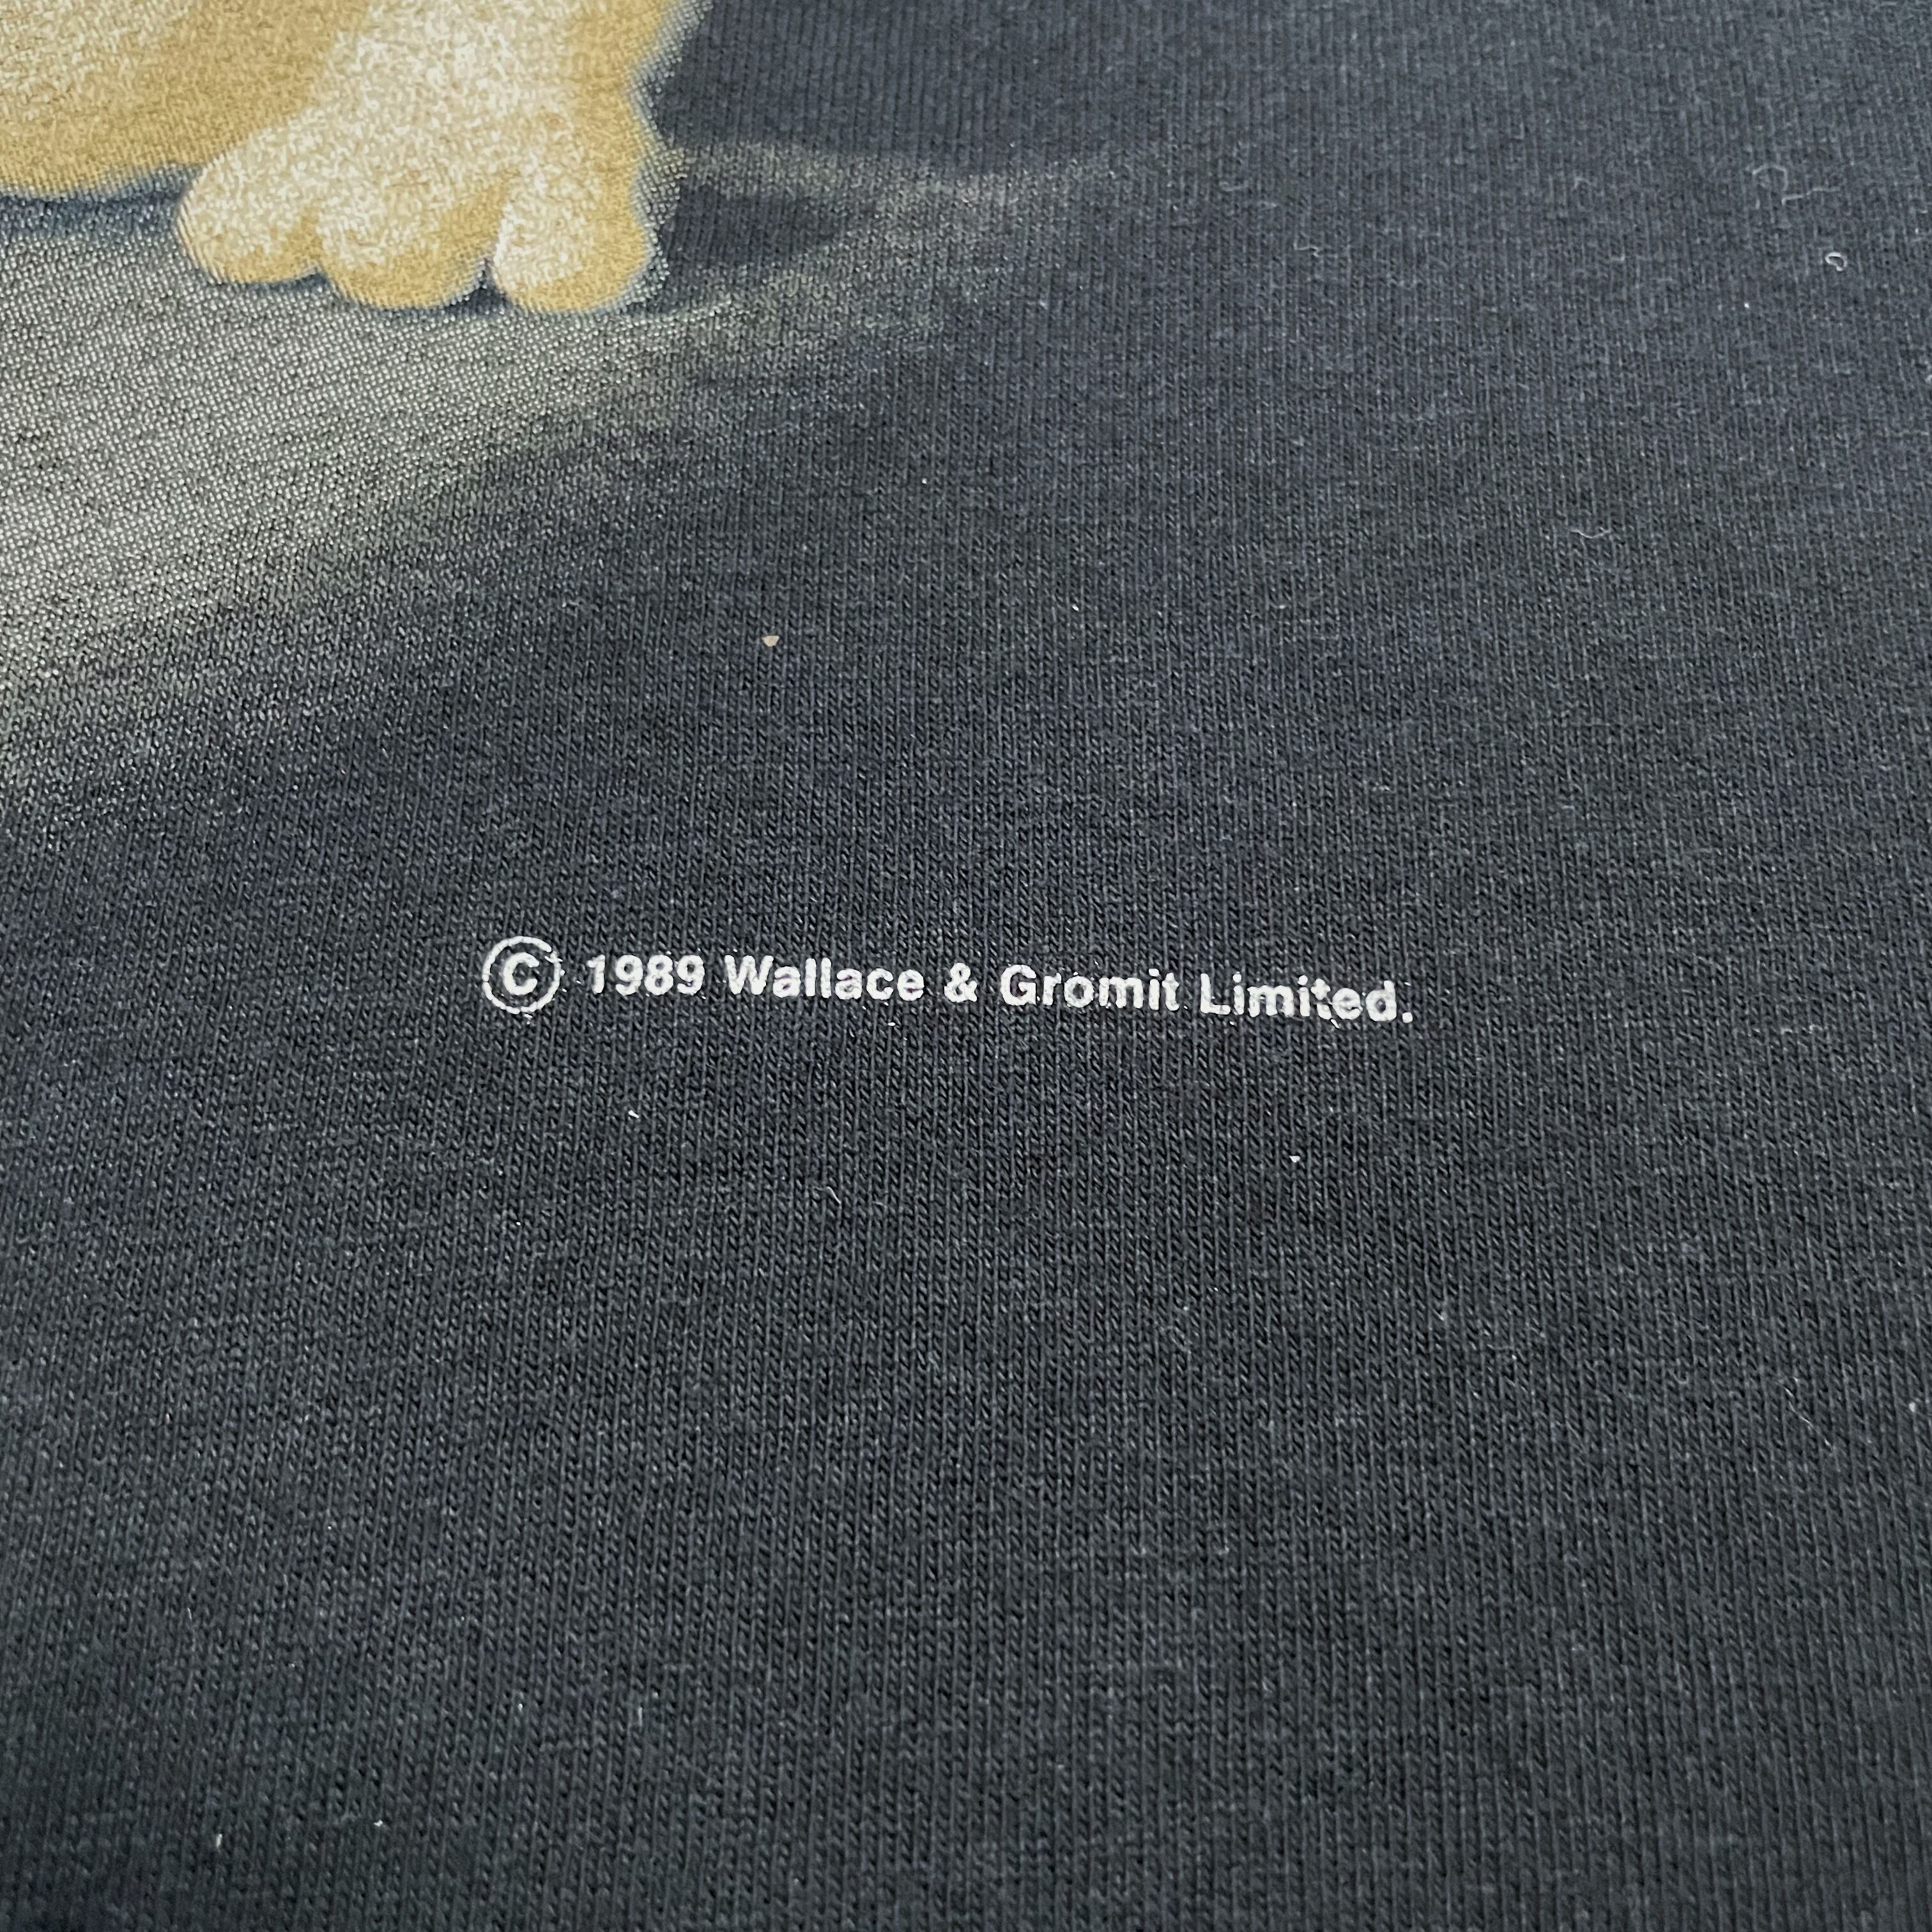 © 1989 Wallace & Gromit Limited.